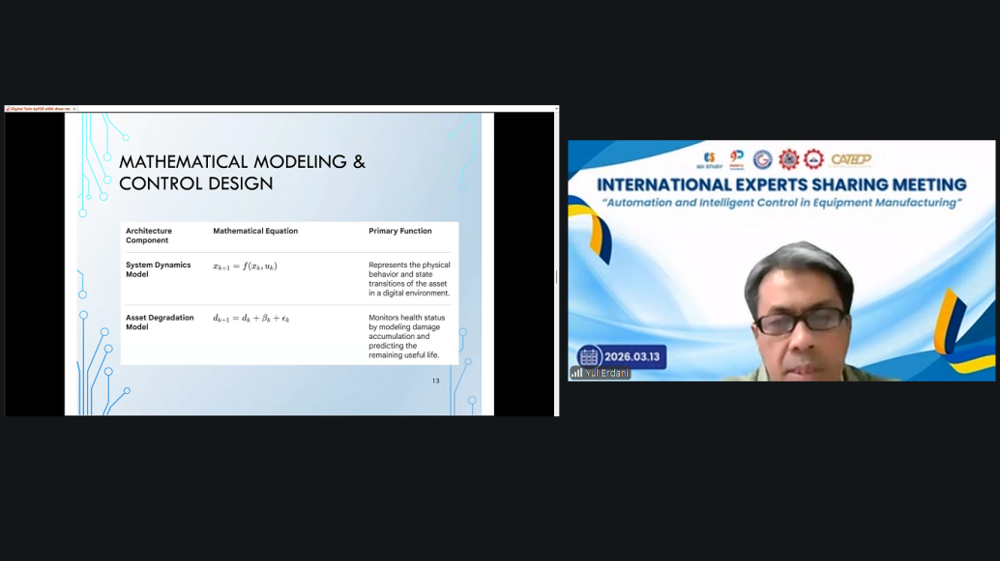 MATHEMATICAL MODELING &
CONTROL DESIGN
Architecture
Component
Mathematical Equation
Primary Function
System Dynamics
Model
x_{k+1} = f(x_k, u_k)
Represents the physical
behavior and state
transitions of the asset
in a digital environment.
Asset Degradation
Model
d_{k+1} = d_k + β_k + ϵ_k
Monitors health status
by modeling damage
accumulation and
predicting the
remaining useful life.
13
GO STUDY
CATIDP
INTERNATIONAL EXPERTS SHARING MEETING
“Automation and Intelligent Control in Equipment Manufacturing”
2026.03.13
Yul Erdani